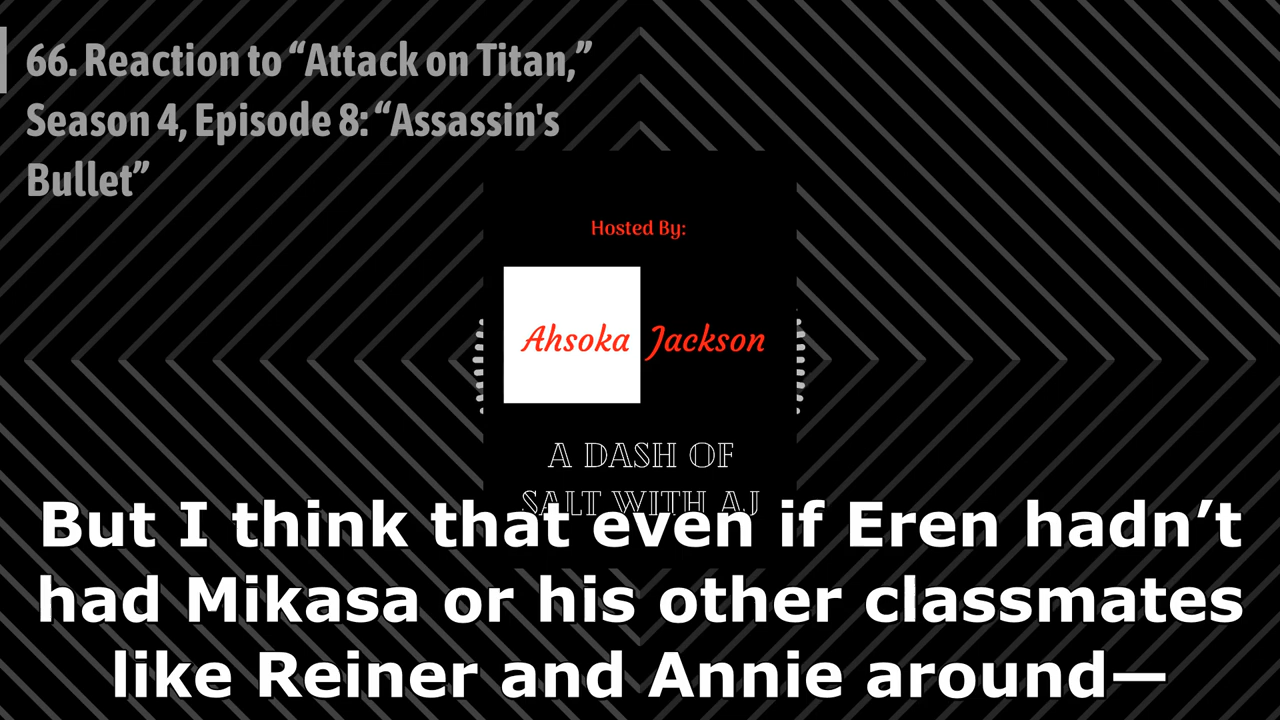 66. Reaction to “Attack on Titan,”
Season 4, Episode 8: “Assassin's
Bullet”
Hosted By:
Ahsoka Jackson
A DASH OF
SALT WITH AJ
But I think that even if Eren hadn’t
had Mikasa or his other classmates
like Reiner and Annie around—